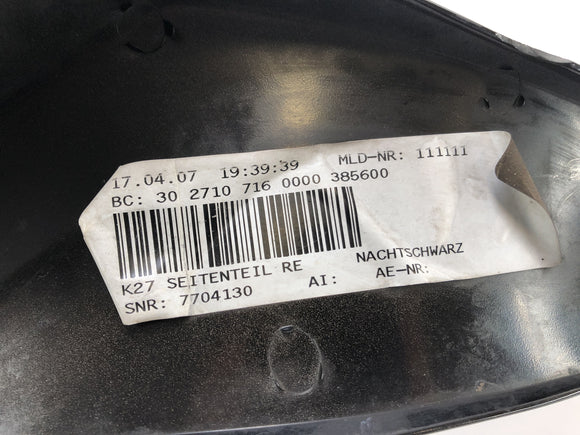 17.04.07 19:39:39 MLD-NR: 111111
BC: 30 2710 716 0000 385600
K27 SEITENTEIL RE NACHTSCHWARZ
SNR: 7704130 AI: AE-NR: